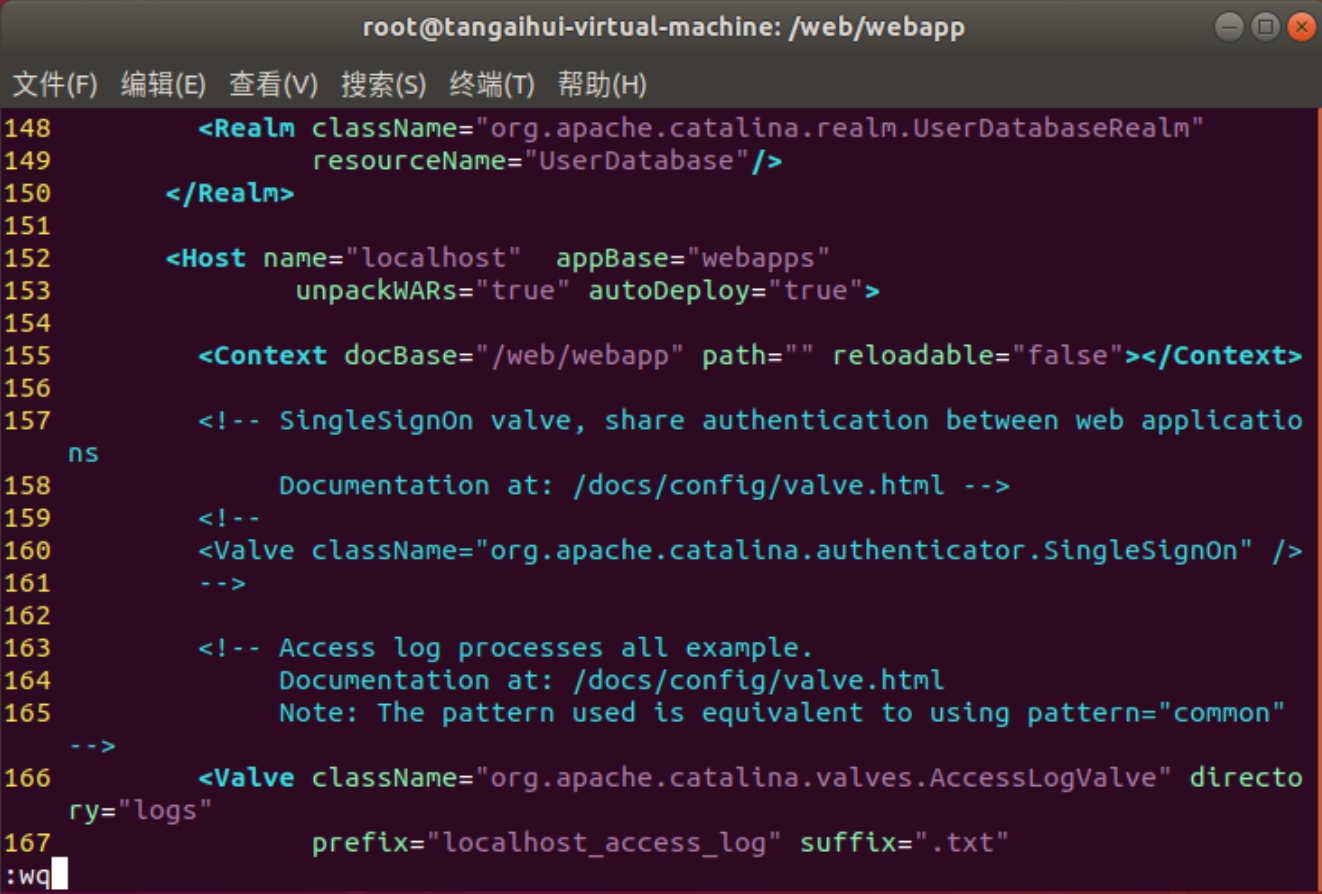 root@tangaihui-virtual-machine: /web/webapp
文件(F) 编辑(E) 查看(V) 搜索(S) 终端(T) 帮助(H)
148         <Realm className="org.apache.catalina.realm.UserDatabaseRealm"
149                resourceName="UserDatabase"/>
150       </Realm>
151
152       <Host name="localhost"  appBase="webapps"
153               unpackWARs="true" autoDeploy="true">
154
155         <Context docBase="/web/webapp" path="" reloadable="false"></Context>
156
157         <!-- SingleSignOn valve, share authentication between web applicatio
ns
158              Documentation at: /docs/config/valve.html -->
159         <!--
160         <Valve className="org.apache.catalina.authenticator.SingleSignOn" />
161         -->
162
163         <!-- Access log processes all example.
164              Documentation at: /docs/config/valve.html
165              Note: The pattern used is equivalent to using pattern="common"
-->
166         <Valve className="org.apache.catalina.valves.AccessLogValve" directo
ry="logs"
167                prefix="localhost_access_log" suffix=".txt"
:wq